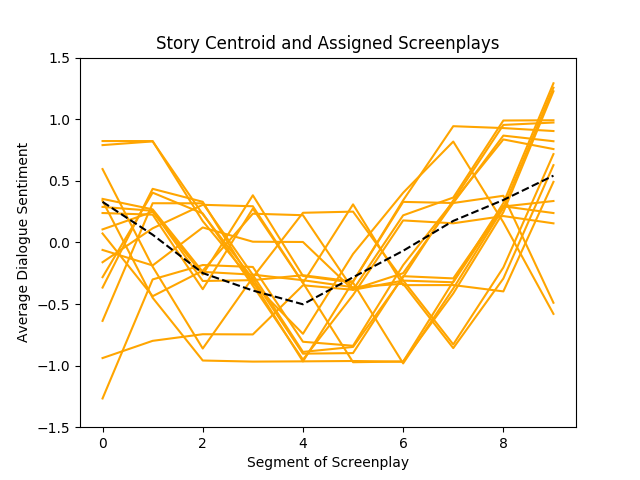 Story Centroid and Assigned Screenplays
Average Dialogue Sentiment
1.5
1.0
0.5
0.0
−0.5
−1.0
−1.5
0 2 4 6 8
Segment of Screenplay